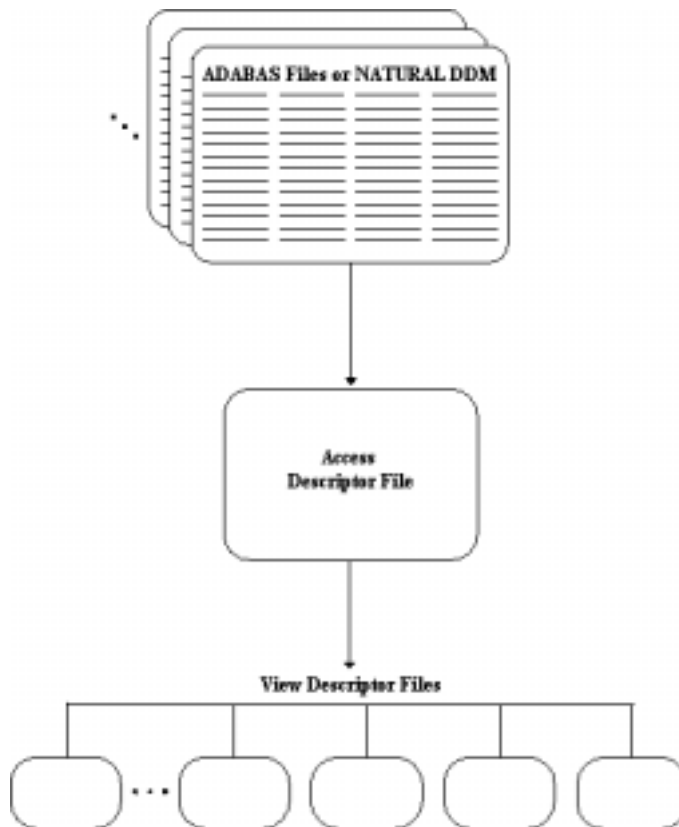 ADABAS Files or NATURAL DDM
Access
Descriptor File
View Descriptor Files